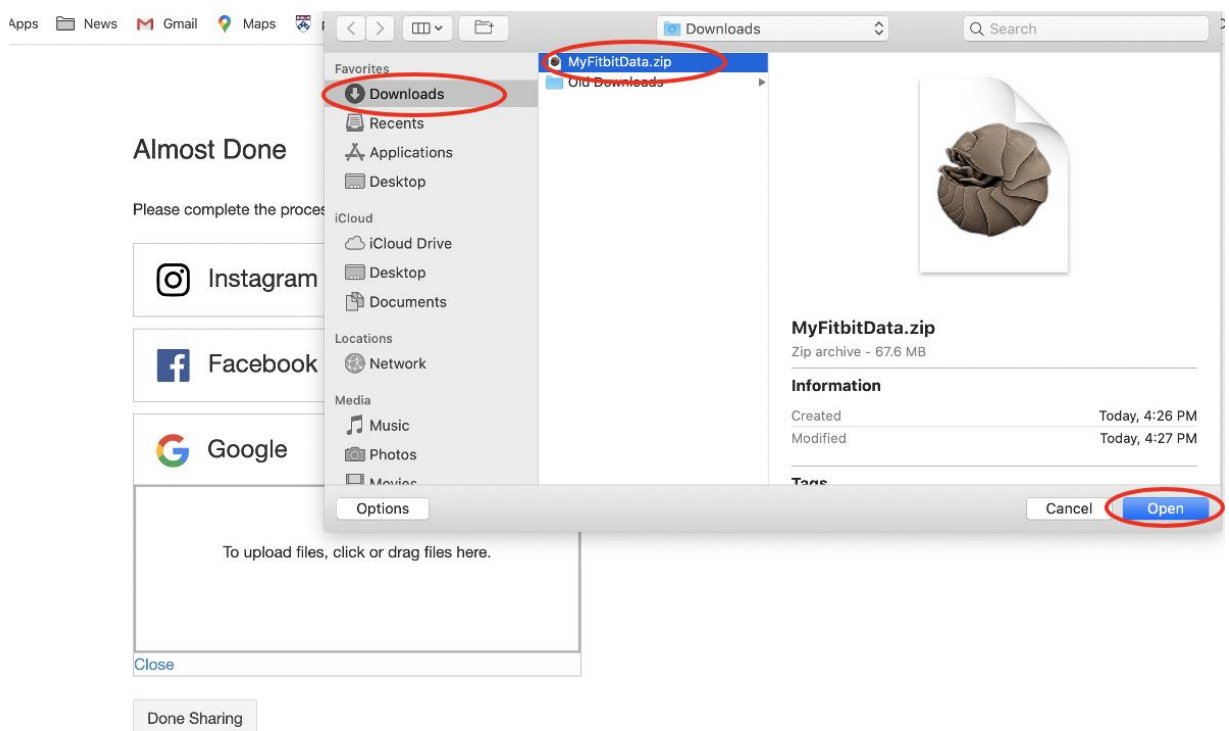 Apps News Gmail Maps
Downloads
Search
Favorites
Downloads
Recents
Applications
Desktop
iCloud
iCloud Drive
Desktop
Documents
Locations
Network
Media
Music
Photos
Movies
MyFitbitData.zip
Old Downloads
MyFitbitData.zip
Zip archive - 67.6 MB
Information
Created Today, 4:26 PM
Modified Today, 4:27 PM
Tags
Options
Cancel
Open
Almost Done
Please complete the
Instagram
Facebook
Google
To upload files, click or drag files here.
Close
Done Sharing